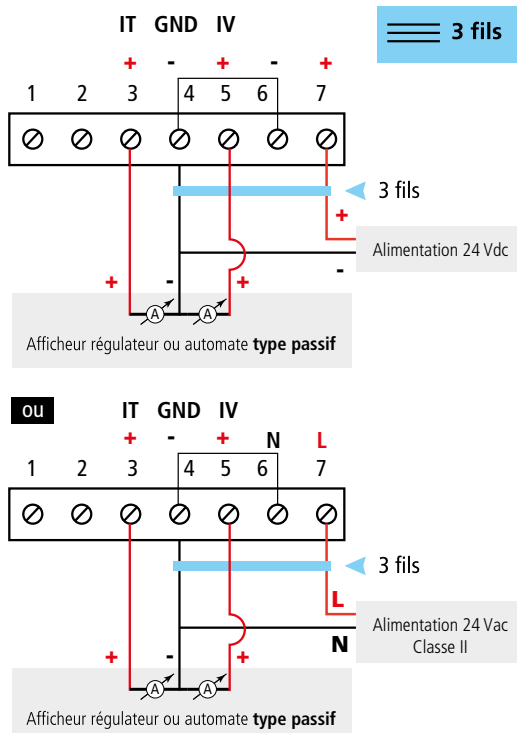 IT GND IV
3 fils
+ - + - +
1 2 3 4 5 6 7
3 fils
+
Alimentation 24 Vdc
-
+ - +
A A
Afficheur régulateur ou automate type passif
ou
IT GND IV
+ - + N L
1 2 3 4 5 6 7
3 fils
L
Alimentation 24 Vac
Classe II
N
+ - +
A A
Afficheur régulateur ou automate type passif